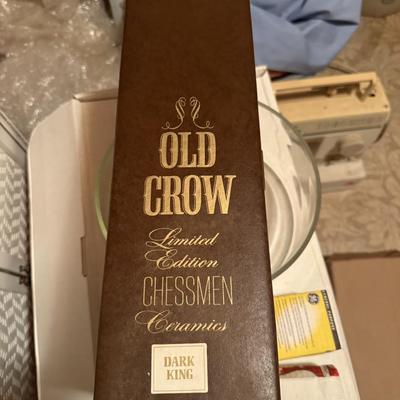 OLD
CROW
Limited
Edition
CHESSMEN
Ceramics
DARK
KING